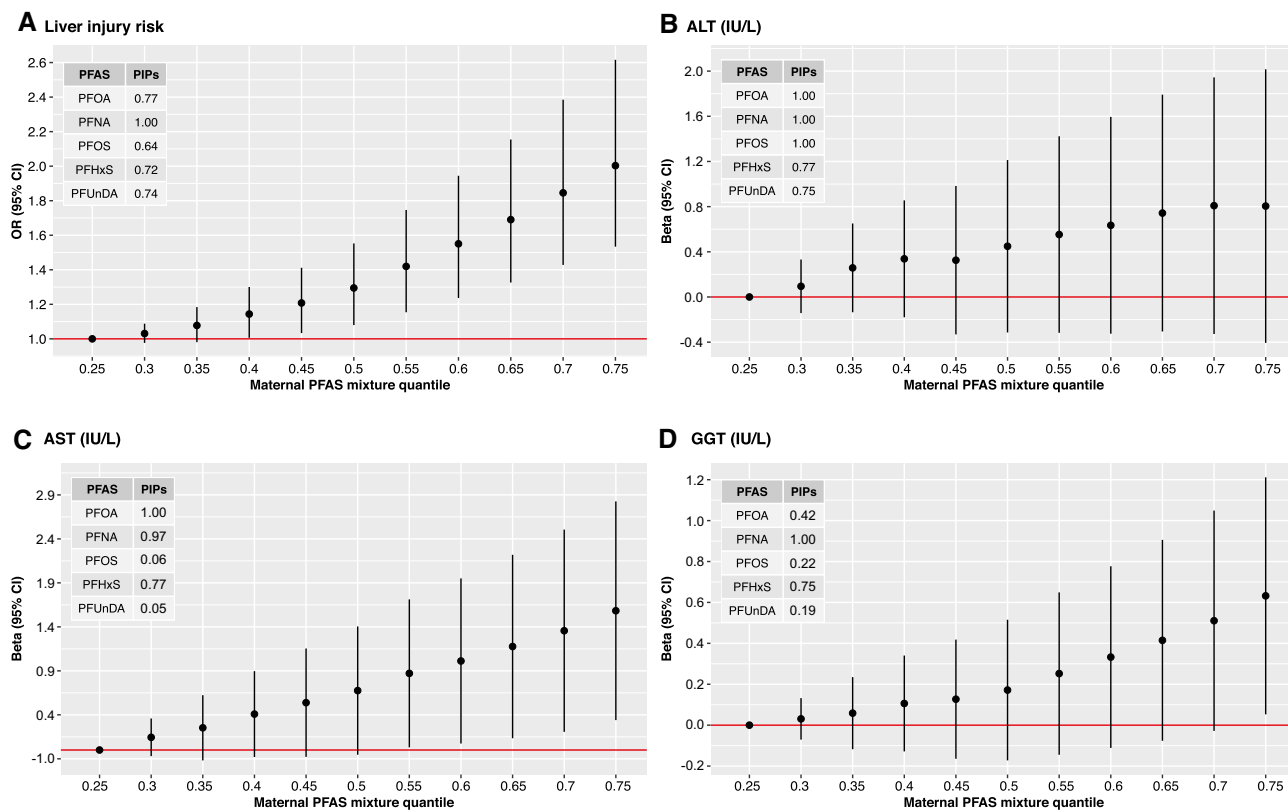 A Liver injury risk
OR (95% CI)
2.6
2.4
2.2
2.0
1.8
1.6
1.4
1.2
1.0
PFAS PIPs
PFOA 0.77
PFNA 1.00
PFOS 0.64
PFHxS 0.72
PFUnDA 0.74
0.25 0.3 0.35 0.4 0.45 0.5 0.55 0.6 0.65 0.7 0.75
Maternal PFAS mixture quantile
B ALT (IU/L)
Beta (95% CI)
2.0
1.6
1.2
0.8
0.4
0.0
-0.4
PFAS PIPs
PFOA 1.00
PFNA 1.00
PFOS 1.00
PFHxS 0.77
PFUnDA 0.75
0.25 0.3 0.35 0.4 0.45 0.5 0.55 0.6 0.65 0.7 0.75
Maternal PFAS mixture quantile
C AST (IU/L)
Beta (95% CI)
2.9
2.4
1.9
1.4
0.9
0.4
-1.0
PFAS PIPs
PFOA 1.00
PFNA 0.97
PFOS 0.06
PFHxS 0.77
PFUnDA 0.05
0.25 0.3 0.35 0.4 0.45 0.5 0.55 0.6 0.65 0.7 0.75
Maternal PFAS mixture quantile
D GGT (IU/L)
Beta (95% CI)
1.2
1.0
0.8
0.6
0.4
0.2
0.0
-0.2
PFAS PIPs
PFOA 0.42
PFNA 1.00
PFOS 0.22
PFHxS 0.75
PFUnDA 0.19
0.25 0.3 0.35 0.4 0.45 0.5 0.55 0.6 0.65 0.7 0.75
Maternal PFAS mixture quantile